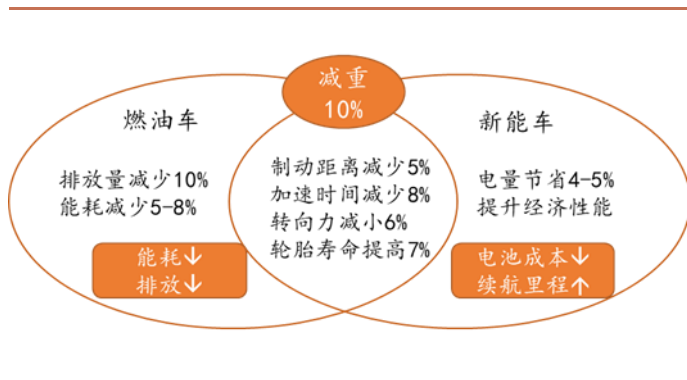 减重
10%
燃油车
排放量减少10%
能耗减少5-8%
能耗↓
排放↓
制动距离减少5%
加速时间减少8%
转向力减小6%
轮胎寿命提高7%
新能车
电量节省4-5%
提升经济性能
电池成本↓
续航里程↑